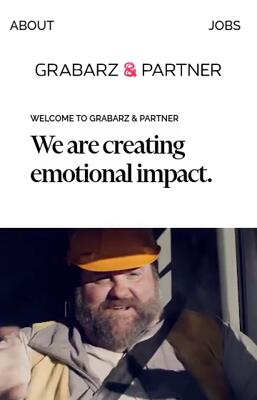 ABOUT JOBS
GRABARZ & PARTNER
WELCOME TO GRABARZ & PARTNER
We are creating
emotional impact.